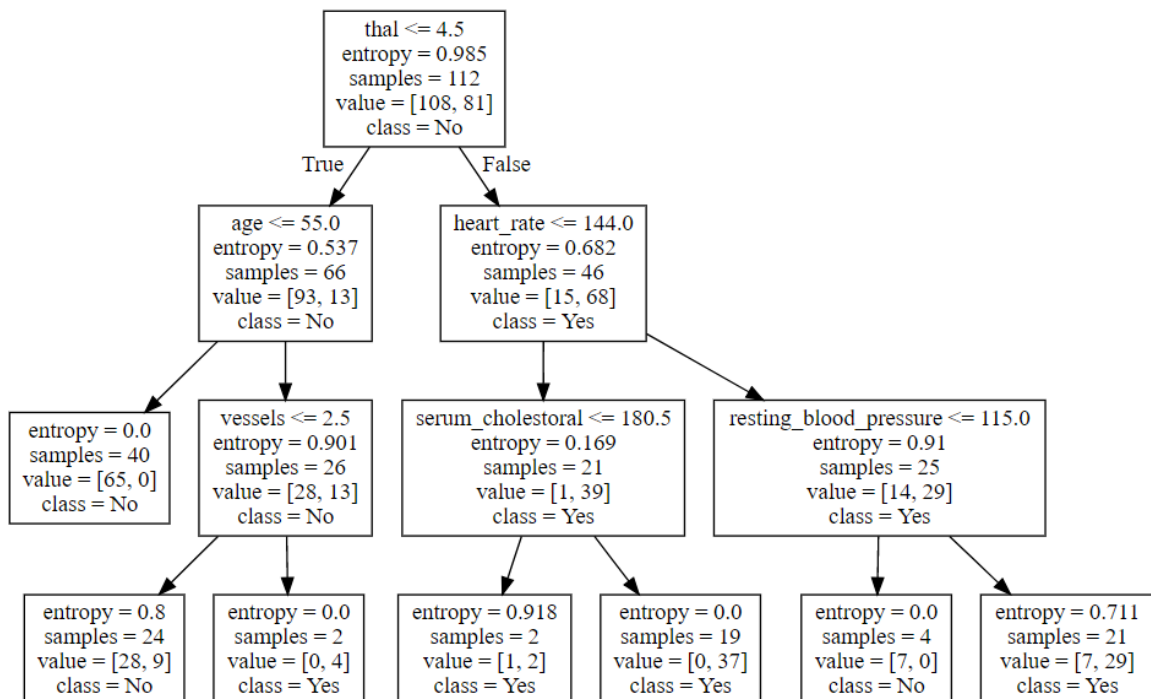 thal <= 4.5
entropy = 0.985
samples = 112
value = [108, 81]
class = No
True
False
age <= 55.0
entropy = 0.537
samples = 66
value = [93, 13]
class = No
heart_rate <= 144.0
entropy = 0.682
samples = 46
value = [15, 68]
class = Yes
entropy = 0.0
samples = 40
value = [65, 0]
class = No
vessels <= 2.5
entropy = 0.901
samples = 26
value = [28, 13]
class = No
serum_cholestoral <= 180.5
entropy = 0.169
samples = 21
value = [1, 39]
class = Yes
resting_blood_pressure <= 115.0
entropy = 0.91
samples = 25
value = [14, 29]
class = Yes
entropy = 0.8
samples = 24
value = [28, 9]
class = No
entropy = 0.0
samples = 2
value = [0, 4]
class = Yes
entropy = 0.918
samples = 2
value = [1, 2]
class = Yes
entropy = 0.0
samples = 19
value = [0, 37]
class = Yes
entropy = 0.0
samples = 4
value = [7, 0]
class = No
entropy = 0.711
samples = 21
value = [7, 29]
class = Yes